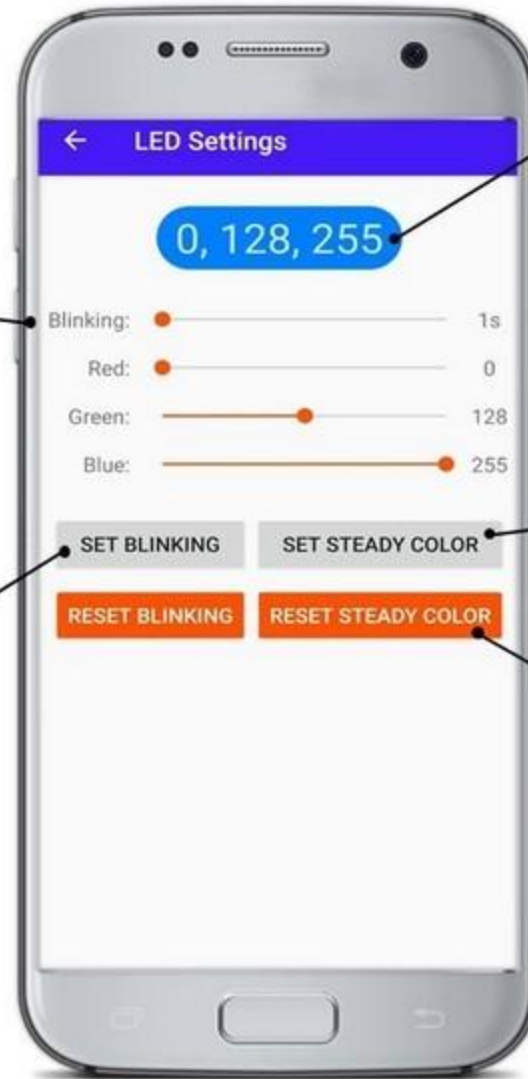 LED Settings
0, 128, 255
Blinking: 1s
Red: 0
Green: 128
Blue: 255
SET BLINKING SET STEADY COLOR
RESET BLINKING RESET STEADY COLOR